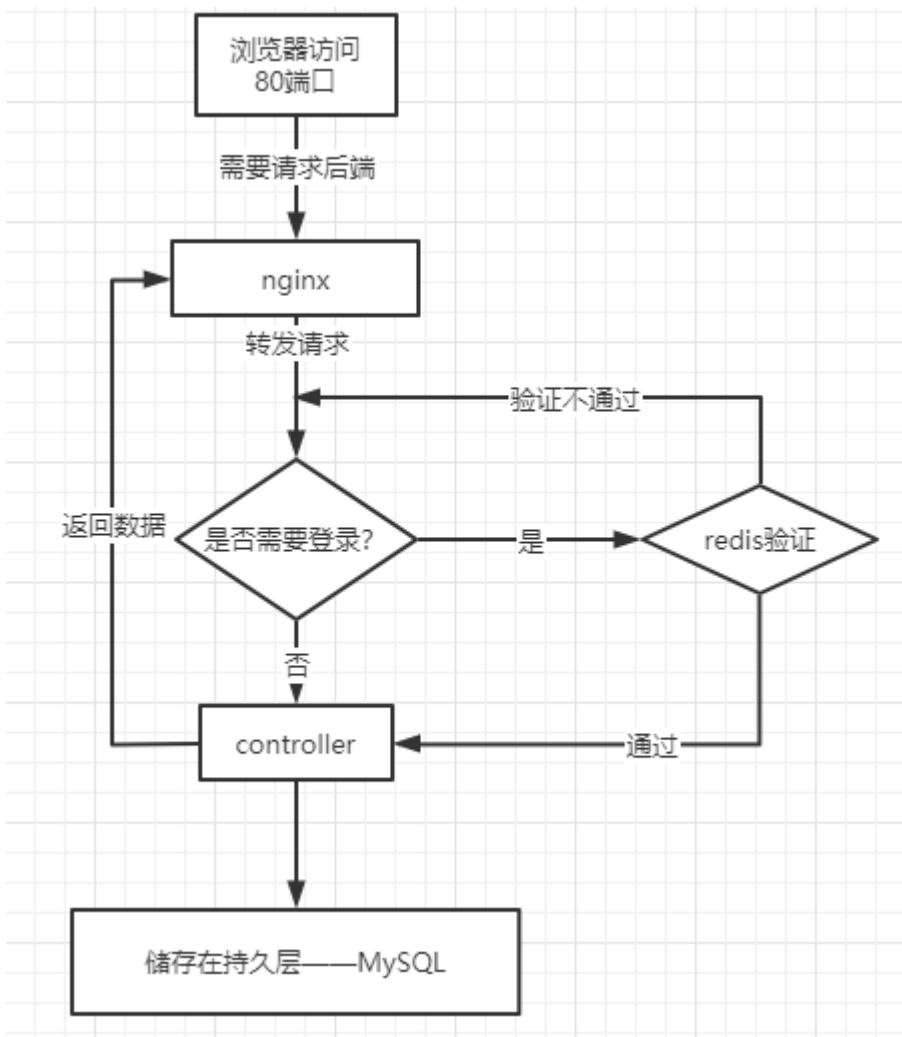 浏览器访问
80端口
需要请求后端
nginx
转发请求
验证不通过
返回数据
是否需要登录?
是
redis验证
否
controller
通过
储存在持久层——MySQL